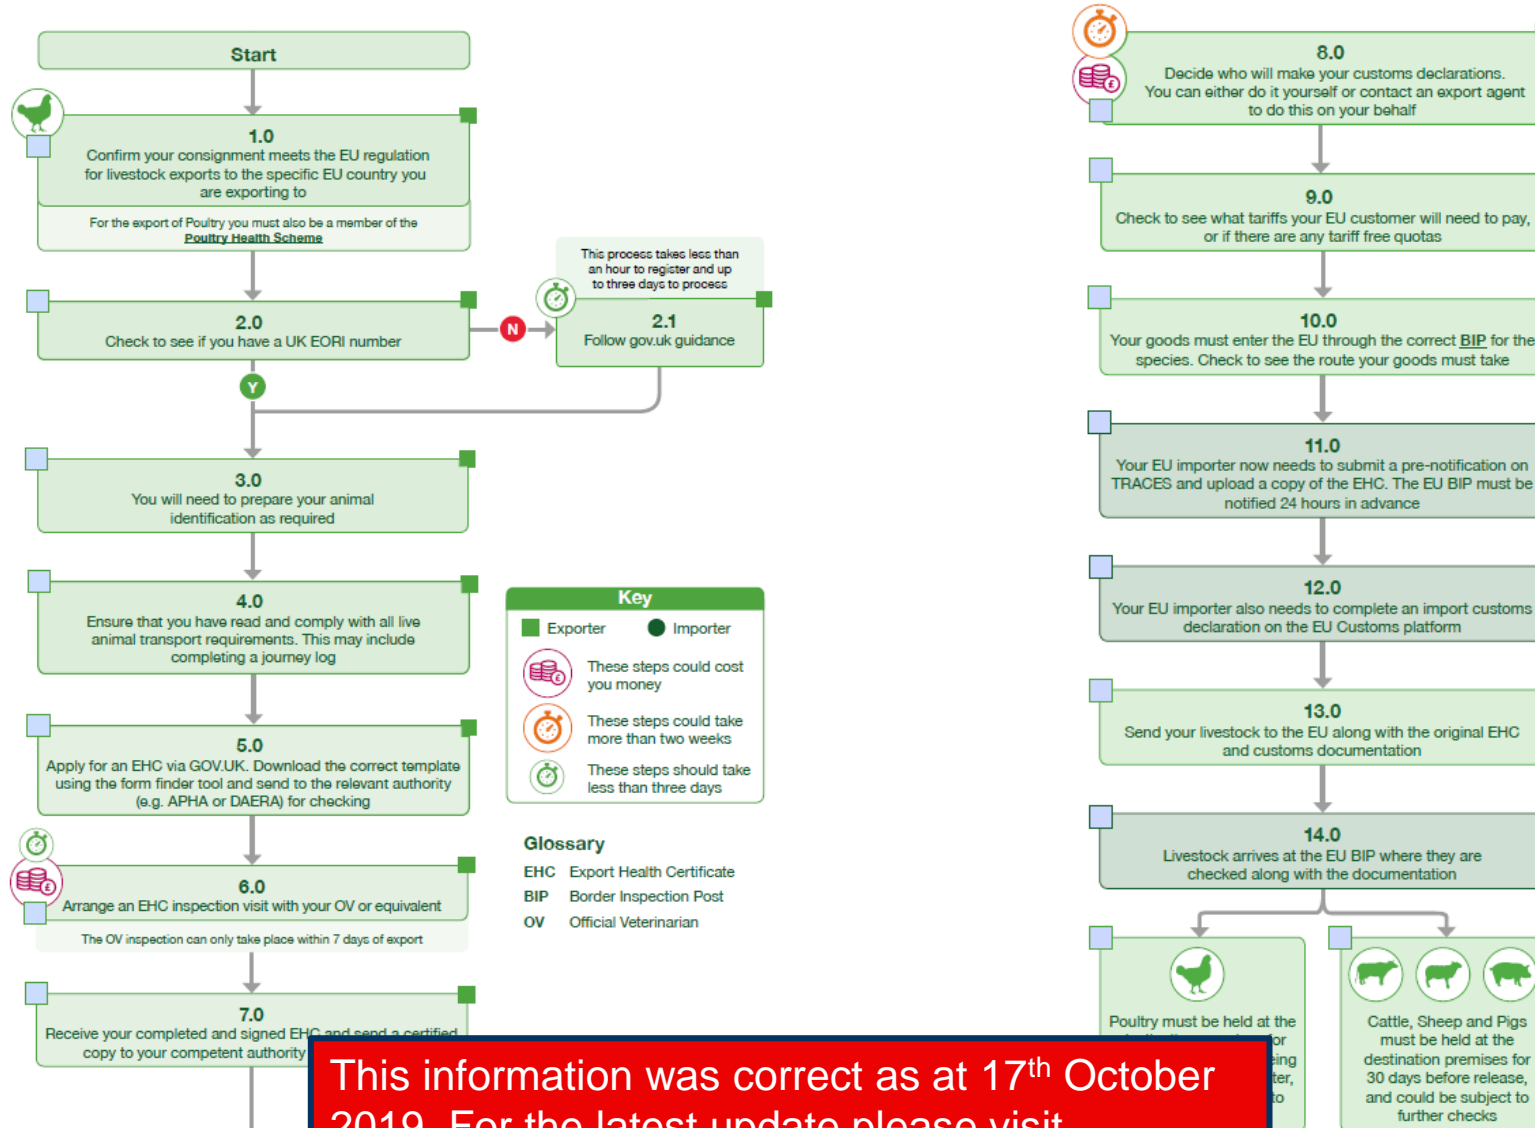 Start
1.0
Confirm your consignment meets the EU regulation
for livestock exports to the specific EU country you
are exporting to
For the export of Poultry you must also be a member of the
Poultry Health Scheme
2.0
Check to see if you have a UK EORI number
N
Y
This process takes less than
an hour to register and up
to three days to process
2.1
Follow gov.uk guidance
3.0
You will need to prepare your animal
identification as required
4.0
Ensure that you have read and comply with all live
animal transport requirements. This may include
completing a journey log
5.0
Apply for an EHC via GOV.UK. Download the correct template
using the form finder tool and send to the relevant authority
(e.g. APHA or DAERA) for checking
6.0
Arrange an EHC inspection visit with your OV or equivalent
The OV inspection can only take place within 7 days of export
7.0
Receive your completed and signed EHC and send a certified
copy to your competent authority
Key
Exporter
Importer
These steps could cost
you money
These steps could take
more than two weeks
These steps should take
less than three days
Glossary
EHC Export Health Certificate
BIP Border Inspection Post
OV Official Veterinarian
8.0
Decide who will make your customs declarations.
You can either do it yourself or contact an export agent
to do this on your behalf
9.0
Check to see what tariffs your EU customer will need to pay,
or if there are any tariff free quotas
10.0
Your goods must enter the EU through the correct BIP for the
species. Check to see the route your goods must take
11.0
Your EU importer now needs to submit a pre-notification on
TRACES and upload a copy of the EHC. The EU BIP must be
notified 24 hours in advance
12.0
Your EU importer also needs to complete an import customs
declaration on the EU Customs platform
13.0
Send your livestock to the EU along with the original EHC
and customs documentation
14.0
Livestock arrives at the EU BIP where they are
checked along with the documentation
Poultry must be held at the
Cattle, Sheep and Pigs
must be held at the
destination premises for
30 days before release,
and could be subject to
further checks
This information was correct as at 17th October
2019. For the latest update please visit